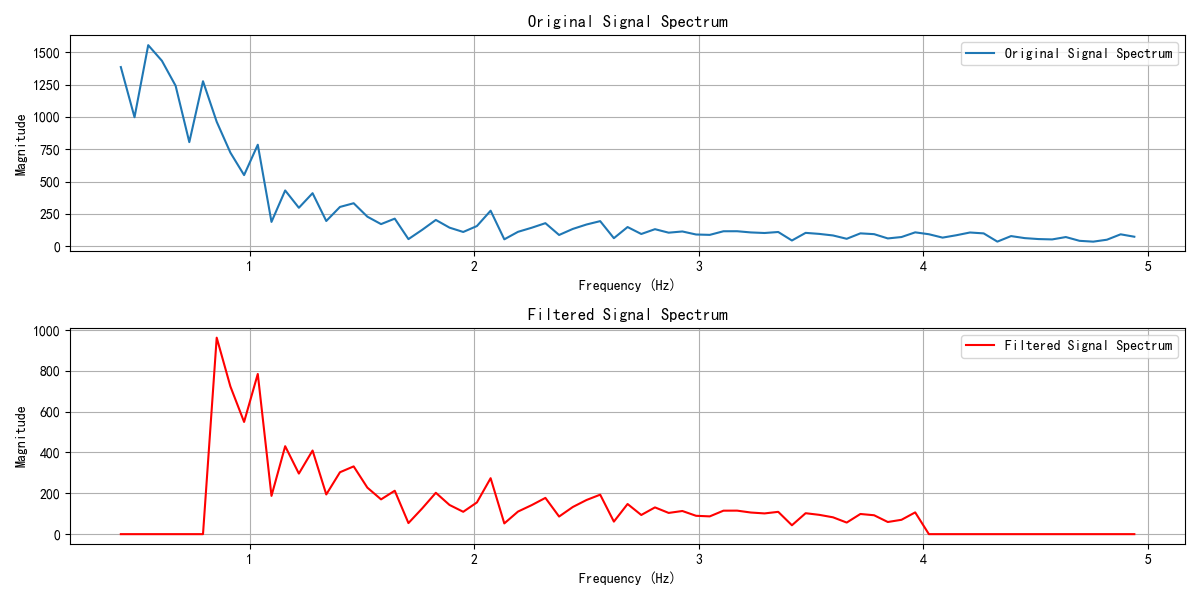 Original Signal Spectrum
Original Signal Spectrum
Magnitude
1500
1250
1000
750
500
250
0
1 2 3 4 5
Frequency (Hz)
Filtered Signal Spectrum
Filtered Signal Spectrum
Magnitude
1000
800
600
400
200
0
1 2 3 4 5
Frequency (Hz)